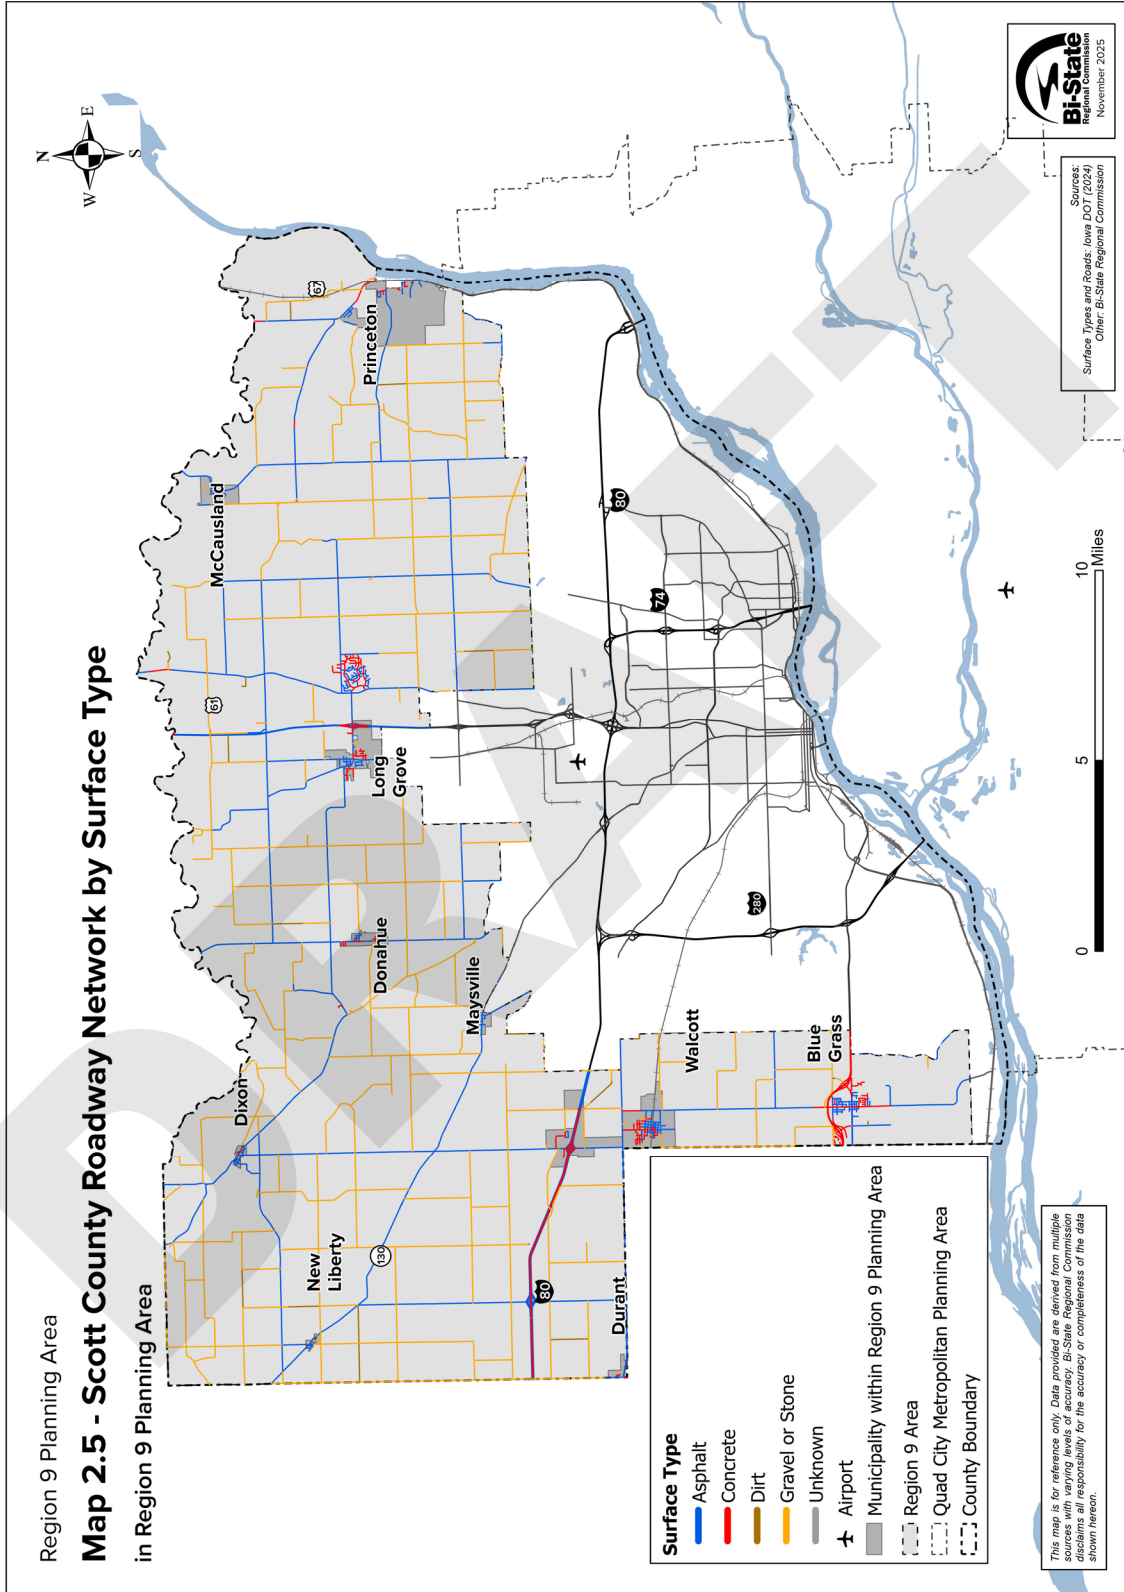 Region 9 Planning Area
Map 2.5 - Scott County Roadway Network by Surface Type
in Region 9 Planning Area
N
W
E
S
DRAFT
67
61
McCausland
Princeton
Long
Grove
Donahue
Dixon
Maysville
New
Liberty
130
80
Durant
Walcott
Blue
Grass
80
74
280
Surface Type
Asphalt
Concrete
Dirt
Gravel or Stone
Unknown
Airport
Municipality within Region 9 Planning Area
Region 9 Area
Quad City Metropolitan Planning Area
County Boundary
0
5
10
Miles
This map is for reference only. Data provided are derived from multiple
sources with varying levels of accuracy. Bi-State Regional Commission
disclaims all responsibility for the accuracy or completeness of the data
shown hereon.
Sources:
Surface Types and Roads: Iowa DOT (2024)
Other: Bi-State Regional Commission
Bi-State
Regional Commission
November 2025